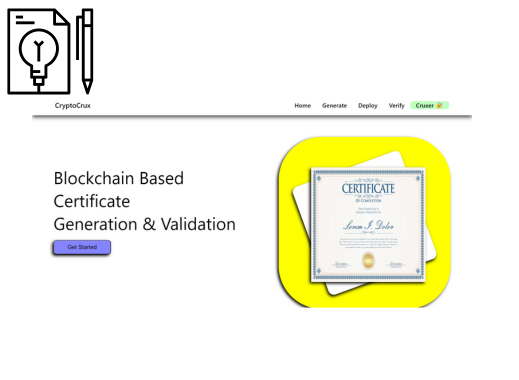 CryptoCrux
Home Generate Deploy Verify Cruxer
Blockchain Based
Certificate
Generation & Validation
Get Started
CERTIFICATE
OF COMPLETION
Lorem I. Dolor